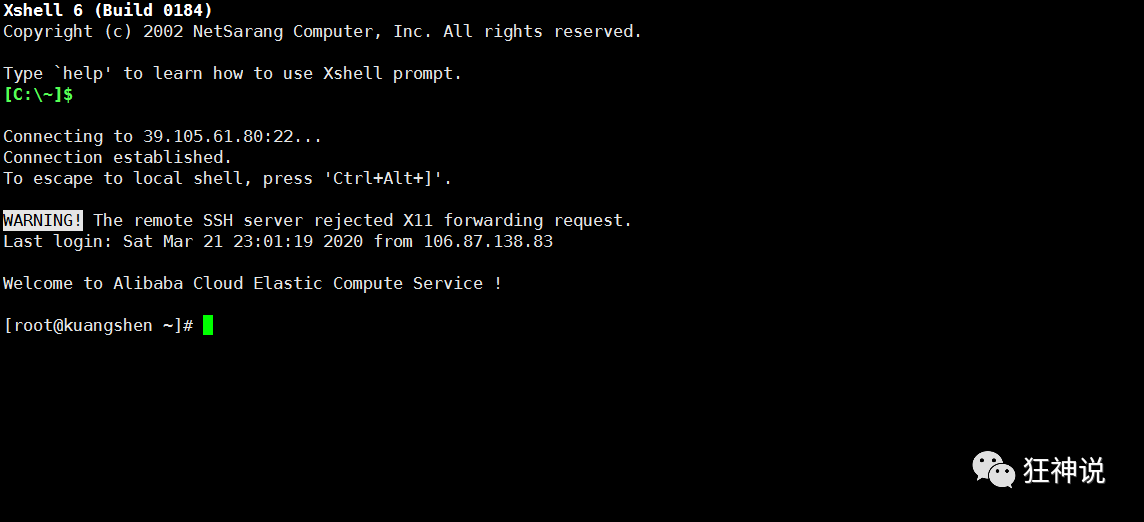 Xshell 6 (Build 0184)
Copyright (c) 2002 NetSarang Computer, Inc. All rights reserved.
Type `help' to learn how to use Xshell prompt.
[C:\~]$
Connecting to 39.105.61.80:22...
Connection established.
To escape to local shell, press 'Ctrl+Alt+]'.
WARNING! The remote SSH server rejected X11 forwarding request.
Last login: Sat Mar 21 23:01:19 2020 from 106.87.138.83
Welcome to Alibaba Cloud Elastic Compute Service !
[root@kuangshen ~]#
狂神说